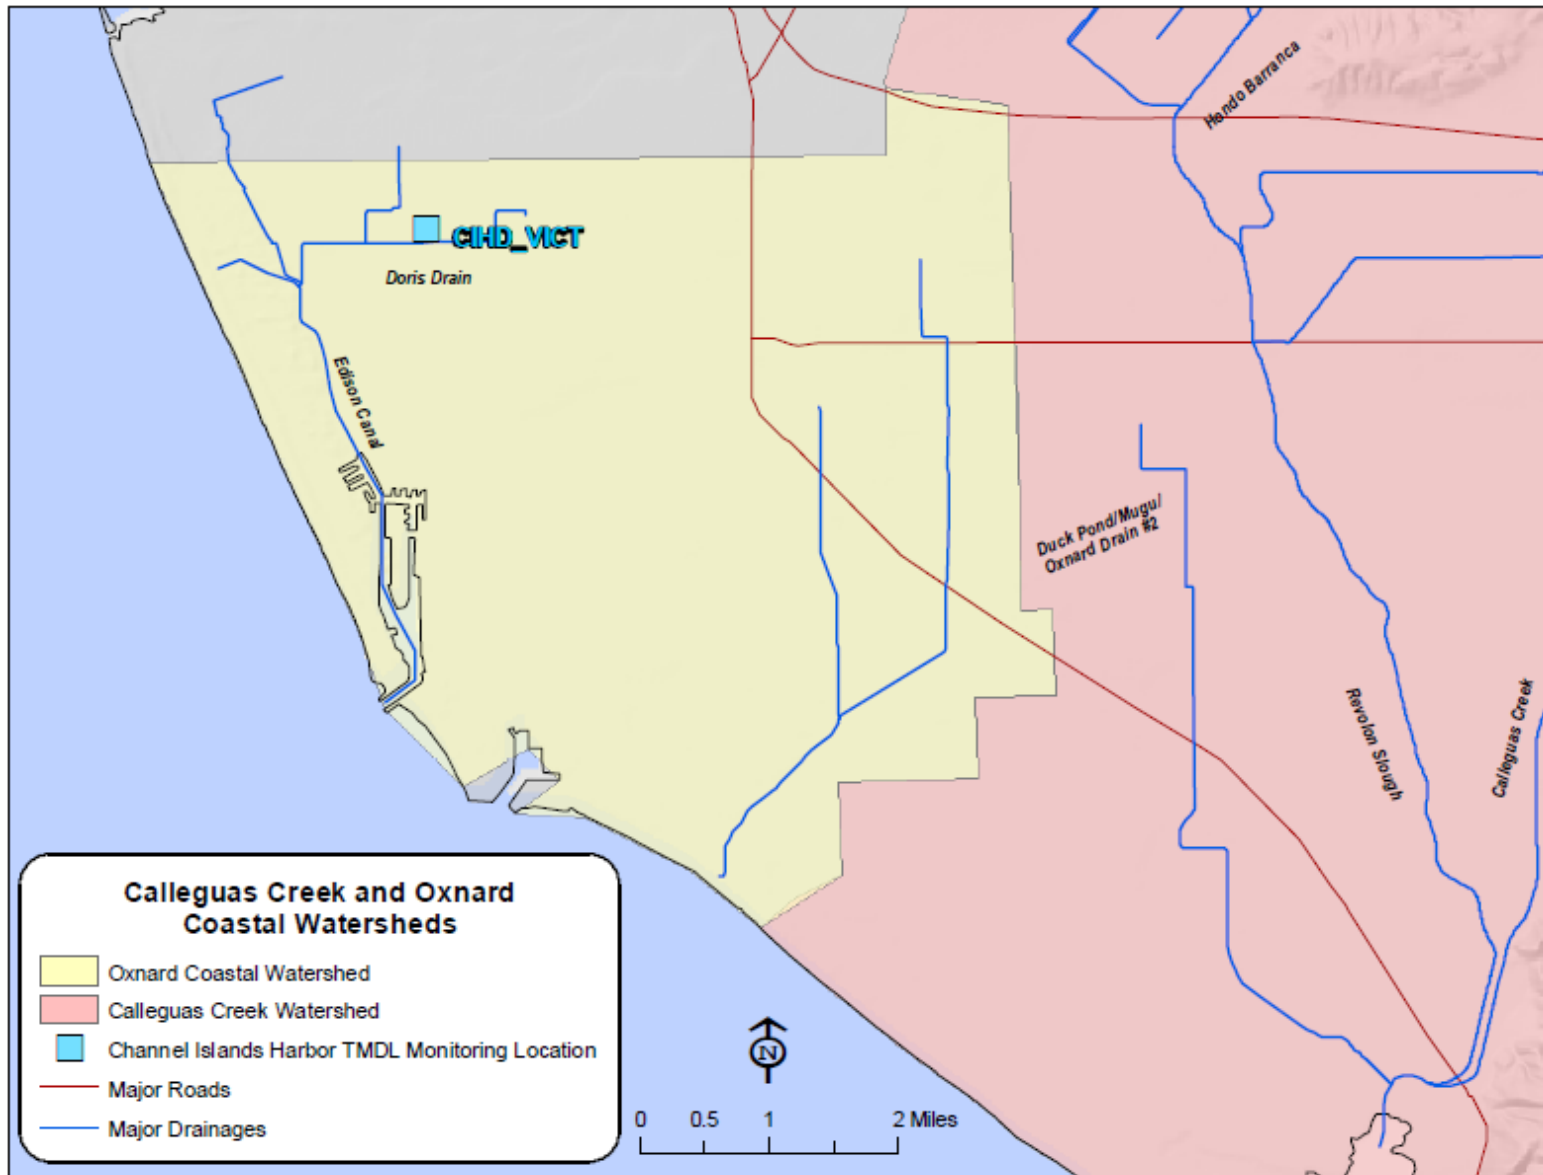 Hondo Barranca
CIHD_VICT
Doris Drain
Edison Canal
Duck Pond/Mugu/
Oxnard Drain #2
Revolon Slough
Calleguas Creek
Calleguas Creek and Oxnard
Coastal Watersheds
Oxnard Coastal Watershed
Calleguas Creek Watershed
Channel Islands Harbor TMDL Monitoring Location
Major Roads
Major Drainages
N
0 0.5 1 2 Miles